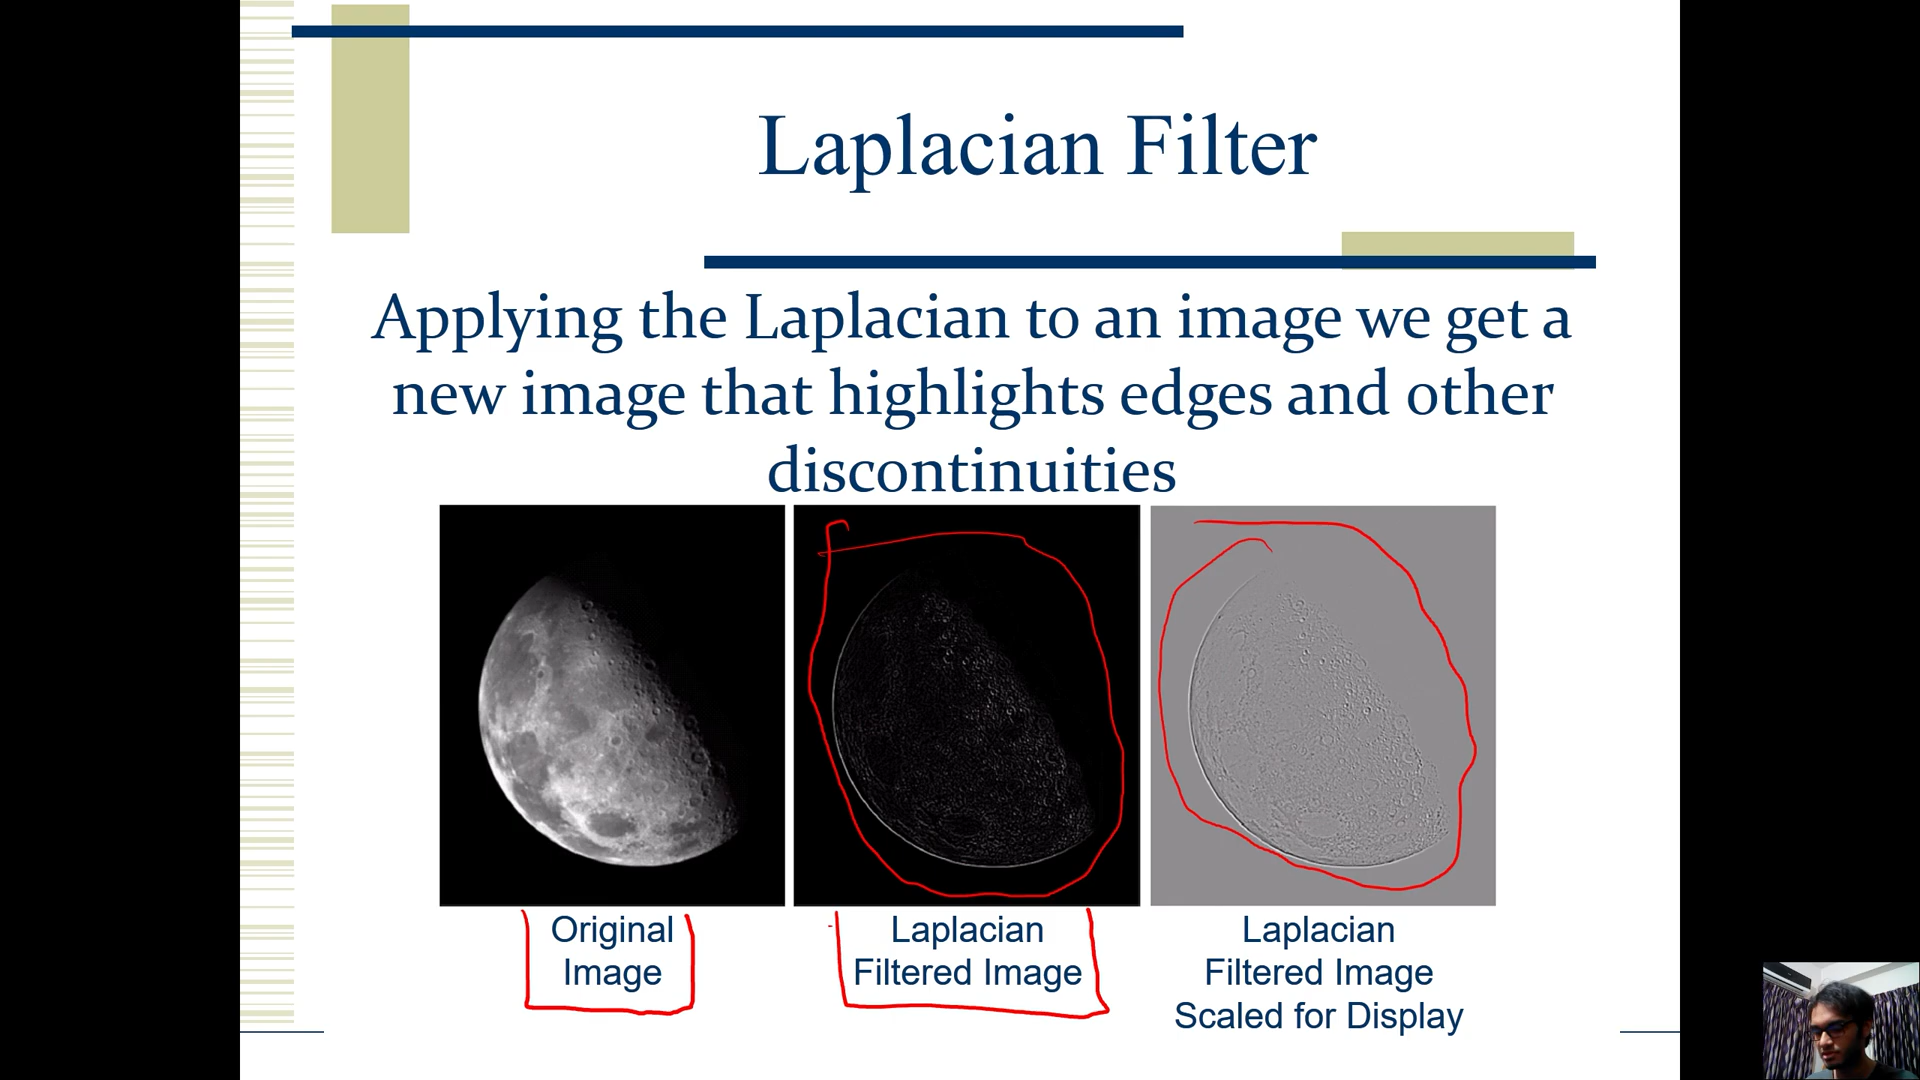 Laplacian Filter
Applying the Laplacian to an image we get a
new image that highlights edges and other
discontinuities
Original
Image
Laplacian
Filtered Image
Laplacian
Filtered Image
Scaled for Display